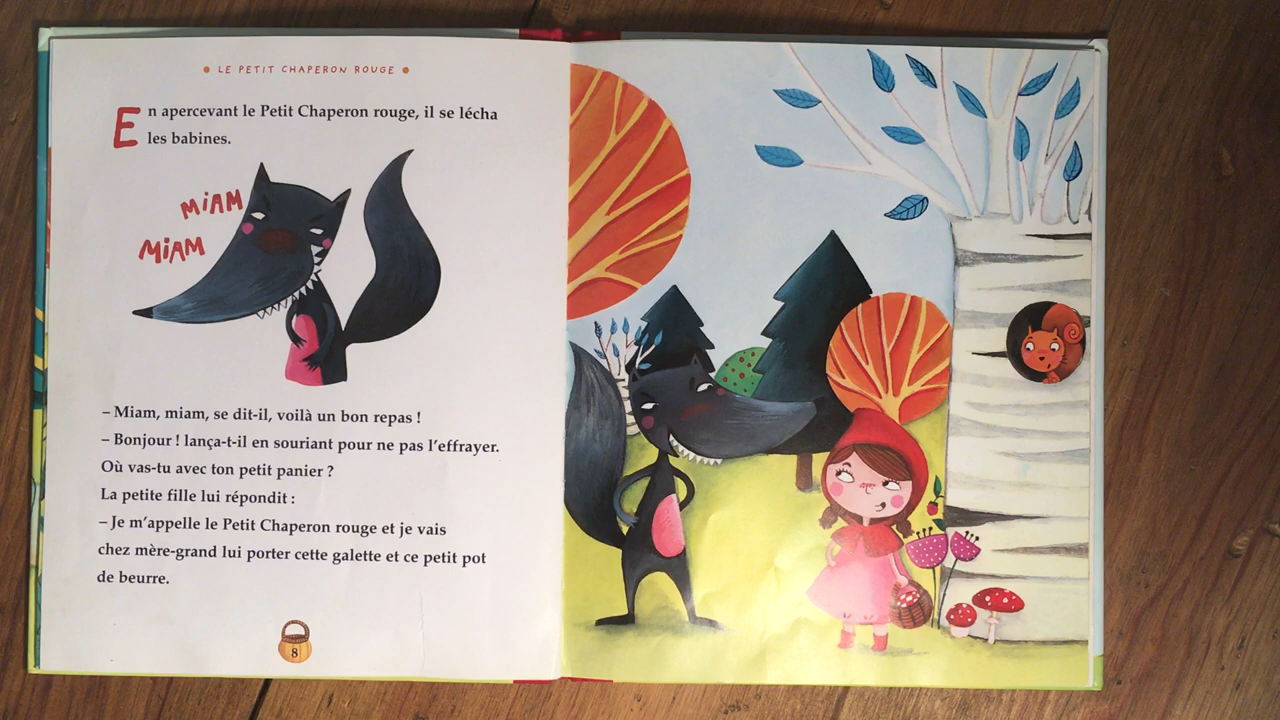 LE PETIT CHAPERON ROUGE
En apercevant le Petit Chaperon rouge, il se lécha
les babines.
MIAM
MIAM
– Miam, miam, se dit-il, voilà un bon repas !
– Bonjour ! lança-t-il en souriant pour ne pas l'effrayer.
Où vas-tu avec ton petit panier ?
La petite fille lui répondit :
– Je m'appelle le Petit Chaperon rouge et je vais
chez mère-grand lui porter cette galette et ce petit pot
de beurre.
8